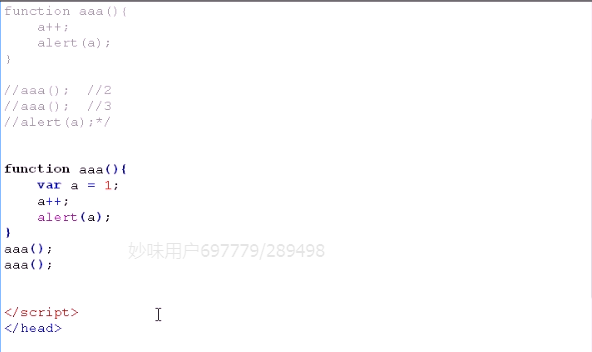 function aaa(){
    a++;
    alert(a);
}
//aaa();  //2
//aaa();  //3
//alert(a);*/
function aaa(){
    var a = 1;
    a++;
    alert(a);
}
aaa();
妙味用户697779/289498
aaa();
</script>
</head>